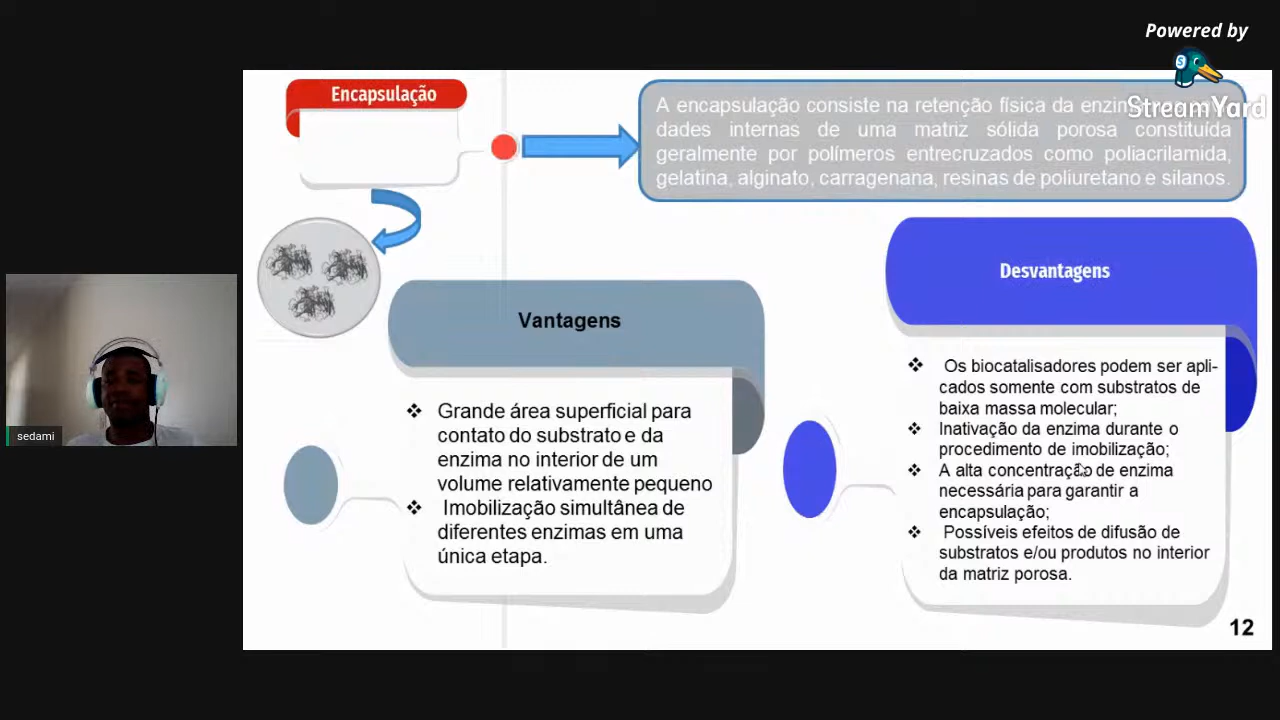 Powered by
StreamYard
Encapsulação
A encapsulação consiste na retenção física da
dades internas de uma matriz sólida porosa constituída
geralmente por polímeros entrecruzados como poliacrilamida,
gelatina, alginato, carragenana, resinas de poliuretano e silanos.
Desvantagens
Vantagens
Grande área superficial para
contato do substrato e da
enzima no interior de um
volume relativamente pequeno
Imobilização simultânea de
diferentes enzimas em uma
única etapa.
Os biocatalisadores podem ser apli-
cados somente com substratos de
baixa massa molecular;
Inativação da enzima durante o
procedimento de imobilização;
A alta concentração de enzima
necessária para garantir a
encapsulação;
Possíveis efeitos de difusão de
substratos e/ou produtos no interior
da matriz porosa.
sedami
12